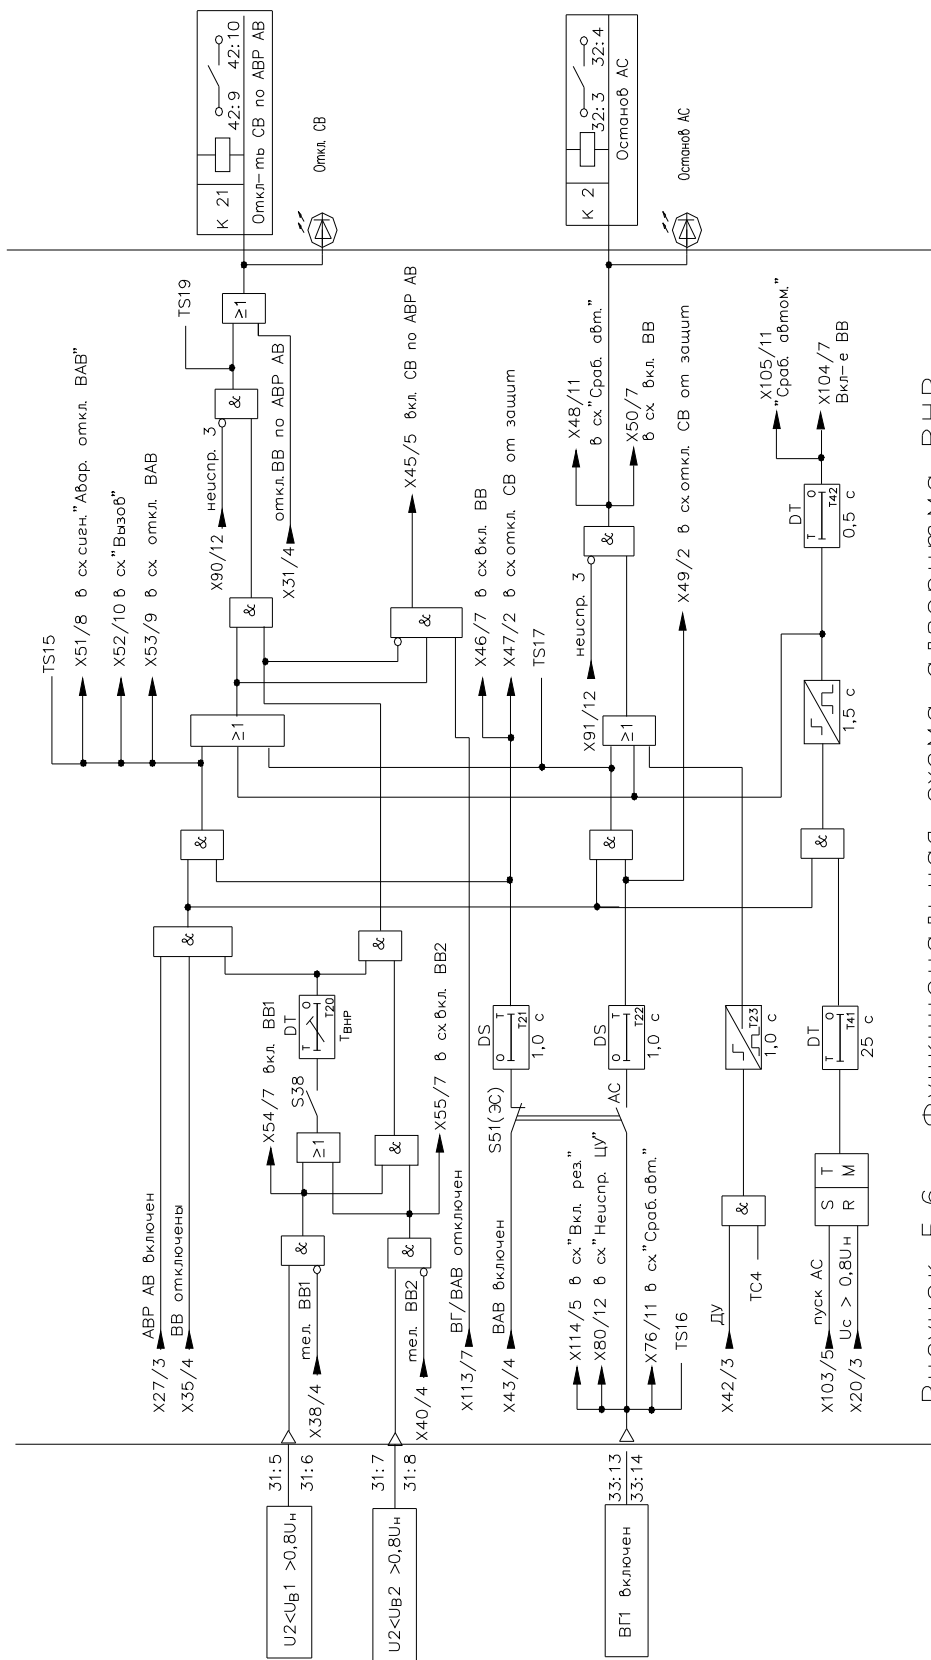 U2<UВ1 >0,8Uн
31:5
31:6
U2<UВ2 >0,8Uн
31:7
31:8
ВГ1 включен
33:13
33:14
X27/3
АВР АВ включен
X35/4
ВВ отключены
X38/4
тел. ВВ1
X40/4
тел. ВВ2
X113/7
ВГ/ВАВ отключен
X43/4
ВАВ включен
X114/5 в сх"Вкл. рез."
X80/12 в сх"Неиспр. ЦУ"
X76/11 в сх"Сраб.авт."
TS16
X42/3
ДУ
TC4
X103/5
пуск АС
X20/3
Uc > 0,8Uн
S T
R M
&
&
&
&
≥1
X54/7 вкл. ВВ1
X55/7 в сх.вкл. ВВ2
S38
DT
T O
T20
TВНР
S51(ЭС)
АС
DS
O T
T21
1,0 с
DS
O T
T22
1,0 с
T23
1,0 с
DT
T O
T41
25 с
&
&
&
&
&
TS15
X51/8 в сх.сигн."Авар. откл. ВАВ"
X52/10 в сх"Вызов"
X53/9 в сх. откл. ВАВ
≥1
&
&
X90/12
неиспр. 3
&
X31/4
откл.ВВ по АВР АВ
TS19
≥1
X45/5 вкл. СВ по АВР АВ
X46/7 в сх.вкл. ВВ
X47/2 в сх.откл. СВ от защит
TS17
X91/12
неиспр. 3
≥1
&
X48/11
в сх"Сраб. авт."
X50/7
в сх. вкл. ВВ
X49/2 в сх.откл. СВ от защит
1,5 с
DT
T O
T42
0,5 с
X105/11
"Сраб. автом."
X104/7
Вкл-е ВВ
К 21
42:9 42:10
Откл-ть СВ по АВР АВ
Откл. СВ
К 2
32:3 32:4
Останов АС
Останов АС